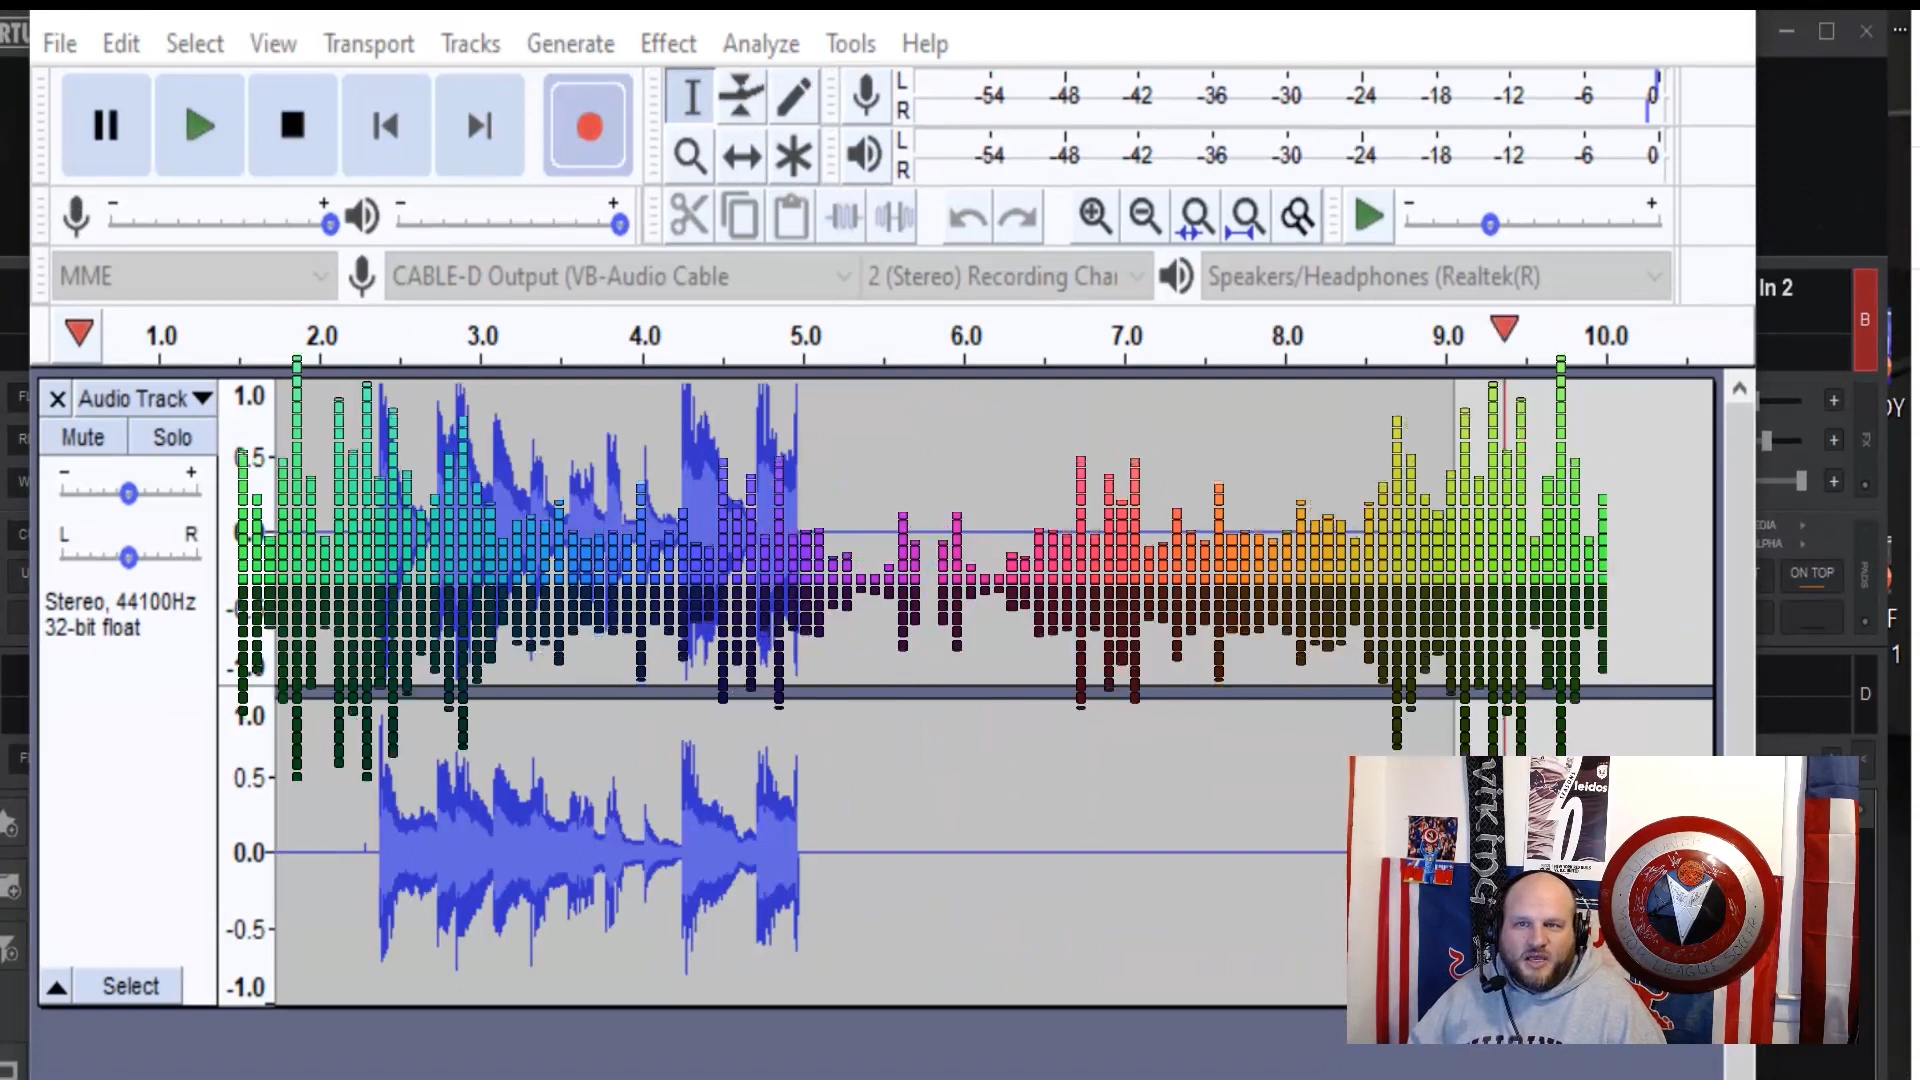 File Edit Select View Transport Tracks Generate Effect Analyze Tools Help
L
R
-54 -48 -42 -36 -30 -24 -18 -12 -6 0
L
R
-54 -48 -42 -36 -30 -24 -18 -12 -6 0
- + - + - +
MME
CABLE-D Output (VB-Audio Cable
2 (Stereo) Recording Chai
Speakers/Headphones (Realtek(R)
In 2
B
1.0 2.0 3.0 4.0 5.0 6.0 7.0 8.0 9.0 10.0
Audio Track
1.0
Mute Solo
- +
L R
Stereo, 44100Hz
32-bit float
ON TOP
FX
PADS
D
1.0
0.5
0.0
-0.5
-1.0
Select
viking
leidos